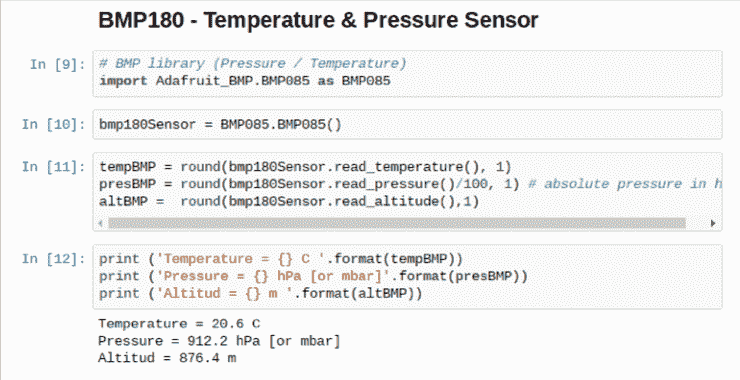 BMP180 - Temperature & Pressure Sensor
In [9]: # BMP library (Pressure / Temperature)
import Adafruit_BMP.BMP085 as BMP085
In [10]: bmp180Sensor = BMP085.BMP085()
In [11]: tempBMP = round(bmp180Sensor.read_temperature(), 1)
presBMP = round(bmp180Sensor.read_pressure()/100, 1) # absolute pressure in h
altBMP =  round(bmp180Sensor.read_altitude(),1)
In [12]: print ('Temperature = {} C '.format(tempBMP))
print ('Pressure = {} hPa [or mbar]'.format(presBMP))
print ('Altitud = {} m '.format(altBMP))
Temperature = 20.6 C
Pressure = 912.2 hPa [or mbar]
Altitud = 876.4 m